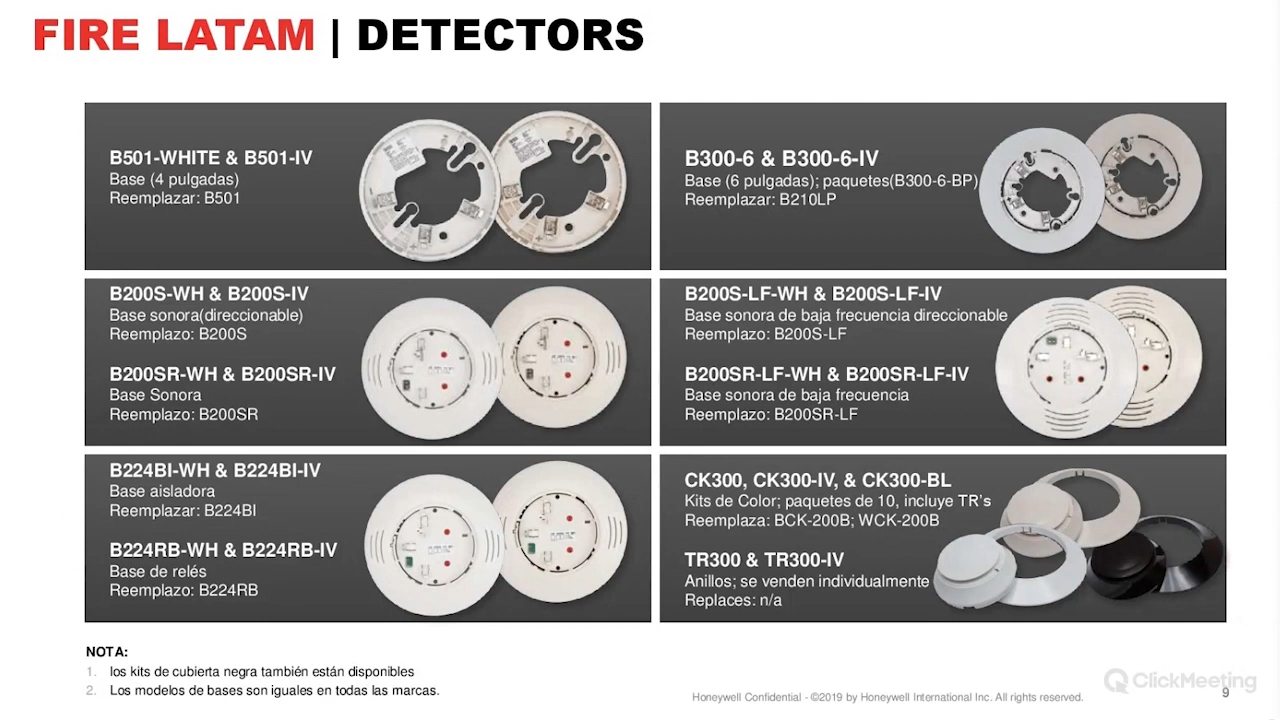 FIRE LATAM | DETECTORS
B501-WHITE & B501-IV
Base (4 pulgadas)
Reemplazar: B501
B300-6 & B300-6-IV
Base (6 pulgadas); paquetes(B300-6-BP)
Reemplazar: B210LP
B200S-WH & B200S-IV
Base sonora(direccionable)
Reemplazo: B200S
B200SR-WH & B200SR-IV
Base Sonora
Reemplazo: B200SR
B200S-LF-WH & B200S-LF-IV
Base sonora de baja frecuencia direccionable
Reemplazo: B200S-LF
B200SR-LF-WH & B200SR-LF-IV
Base sonora de baja frecuencia
Reemplazo: B200SR-LF
B224BI-WH & B224BI-IV
Base aisladora
Reemplazar: B224BI
B224RB-WH & B224RB-IV
Base de relés
Reemplazo: B224RB
CK300, CK300-IV, & CK300-BL
Kits de Color; paquetes de 10, incluye TR's
Reemplaza: BCK-200B; WCK-200B
TR300 & TR300-IV
Anillos; se venden individualmente
Replaces: n/a
NOTA:
1. los kits de cubierta negra también están disponibles
2. Los modelos de bases son iguales en todas las marcas.
Honeywell Confidential - ©2019 by Honeywell International Inc. All rights reserved.
ClickMeeting
9